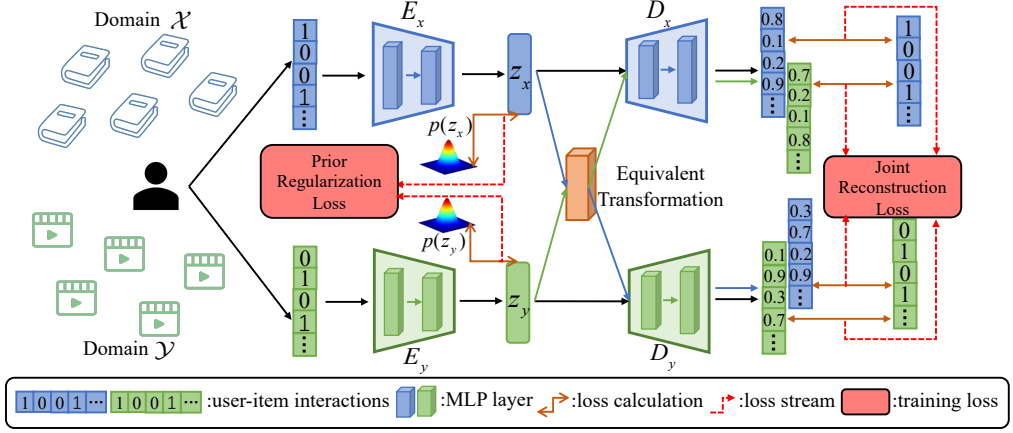 Domain 𝒳
1
0
0
1
⋮
E_x
z_x
D_x
0.8
0.1
0.2
0.9
⋮
0.7
0.2
0.1
0.8
⋮
1
0
0
1
⋮
p(z_x)
Prior
Regularization
Loss
p(z_y)
Equivalent
Transformation
Joint
Reconstruction
Loss
Domain 𝒴
0
1
0
1
⋮
E_y
z_y
D_y
0.1
0.9
0.3
0.7
⋮
0.3
0.7
0.2
0.9
⋮
0
1
0
1
⋮
1 0 0 1 ⋯ 1 0 0 1 ⋯ :user-item interactions :MLP layer :loss calculation :loss stream :training loss